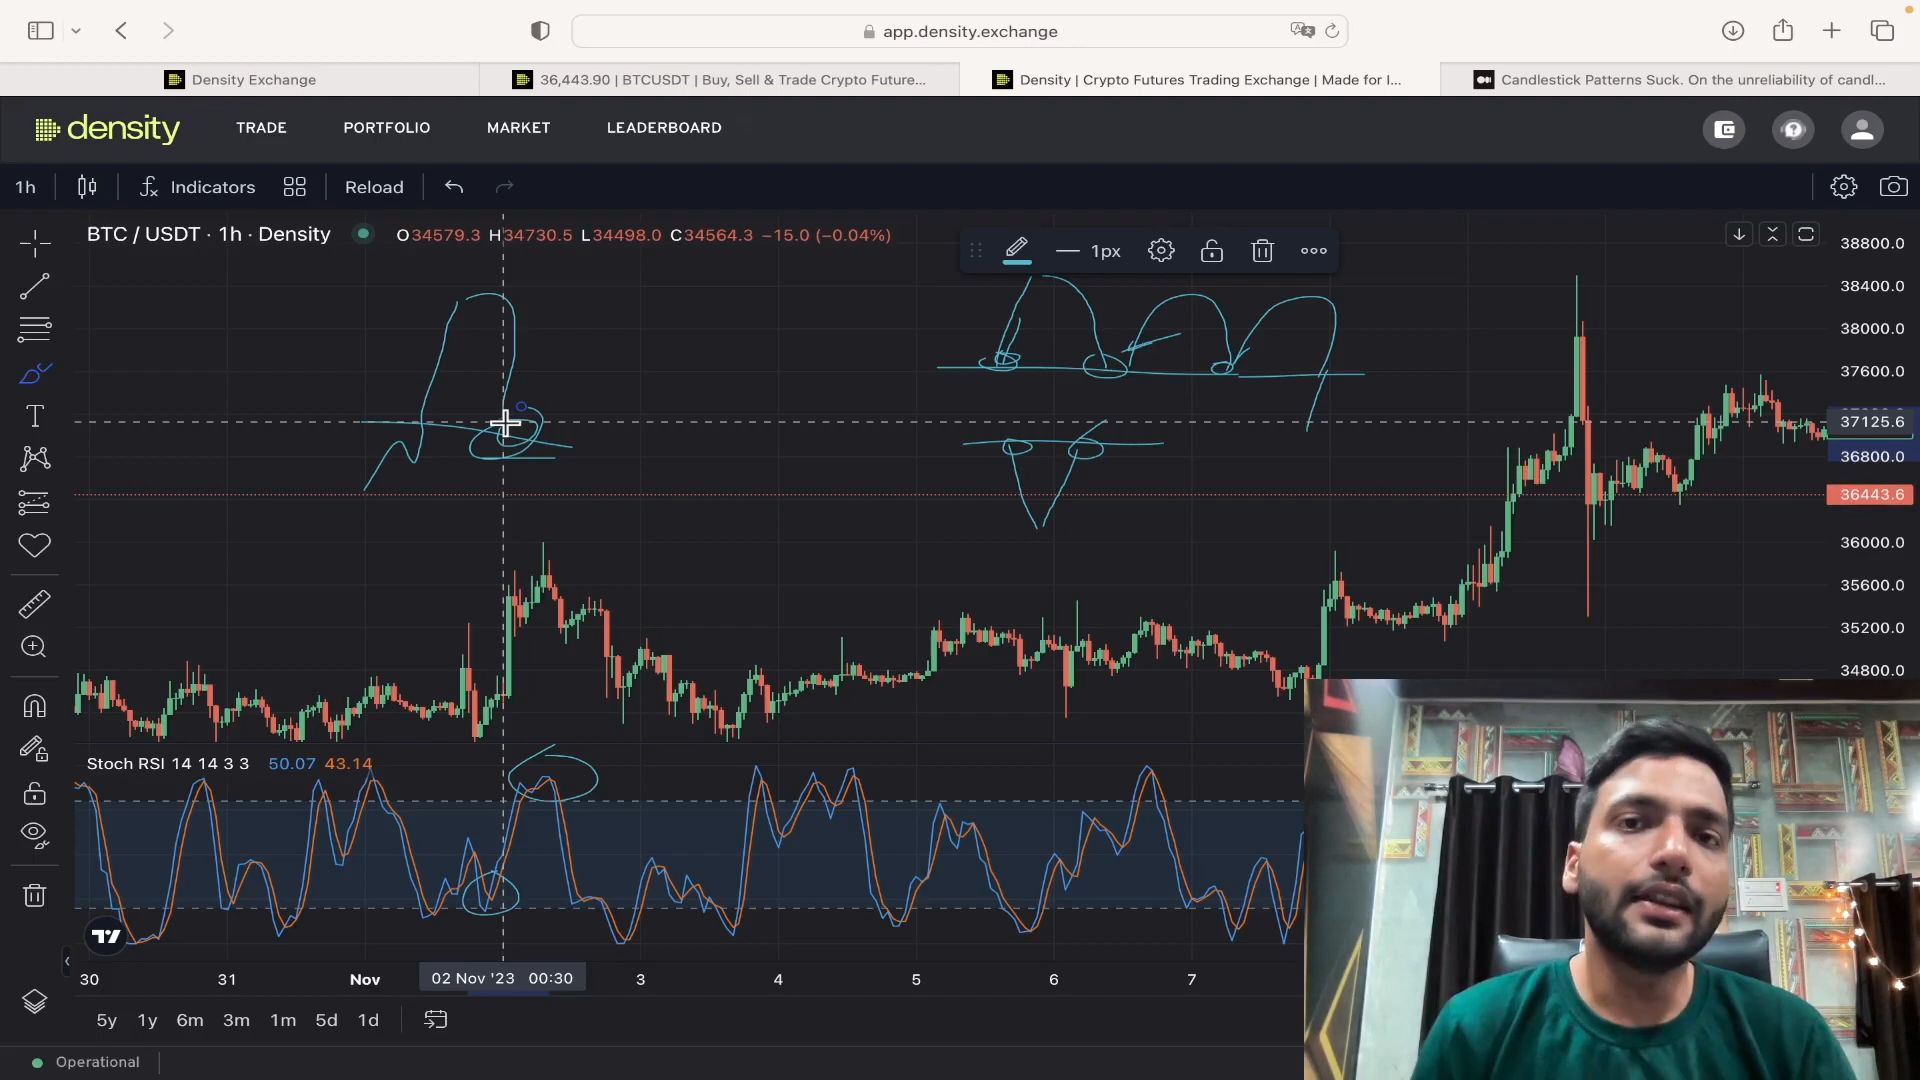 app.density.exchange
Density Exchange
36,443.90 | BTCUSDT | Buy, Sell & Trade Crypto Future...
Density | Crypto Futures Trading Exchange | Made for I...
Candlestick Patterns Suck. On the unreliability of candl...
density
TRADE
PORTFOLIO
MARKET
LEADERBOARD
1h
Indicators
Reload
BTC / USDT · 1h · Density
O34579.3 H34730.5 L34498.0 C34564.3 −15.0 (−0.04%)
1px
38800.0
38400.0
38000.0
37600.0
37125.6
36800.0
36443.6
36000.0
35600.0
35200.0
34800.0
Stoch RSI 14 14 3 3 50.07 43.14
30
31
Nov
02 Nov '23 00:30
3
4
5
6
7
5y
1y
6m
3m
1m
5d
1d
Operational